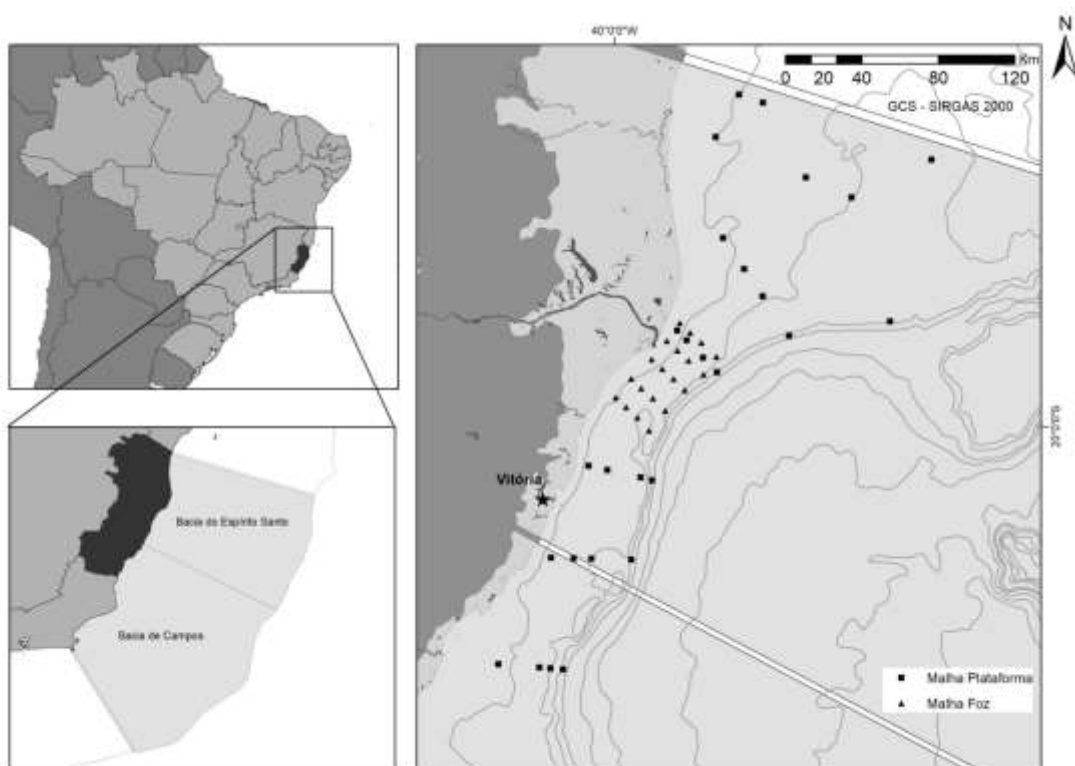 40°0'0"W
N
Km
0 20 40 80 120
GCS - SIRGAS 2000
20°0'0"S
Vitória
Bacia do Espírito Santo
Bacia de Campos
Malha Plataforma
Malha Foz